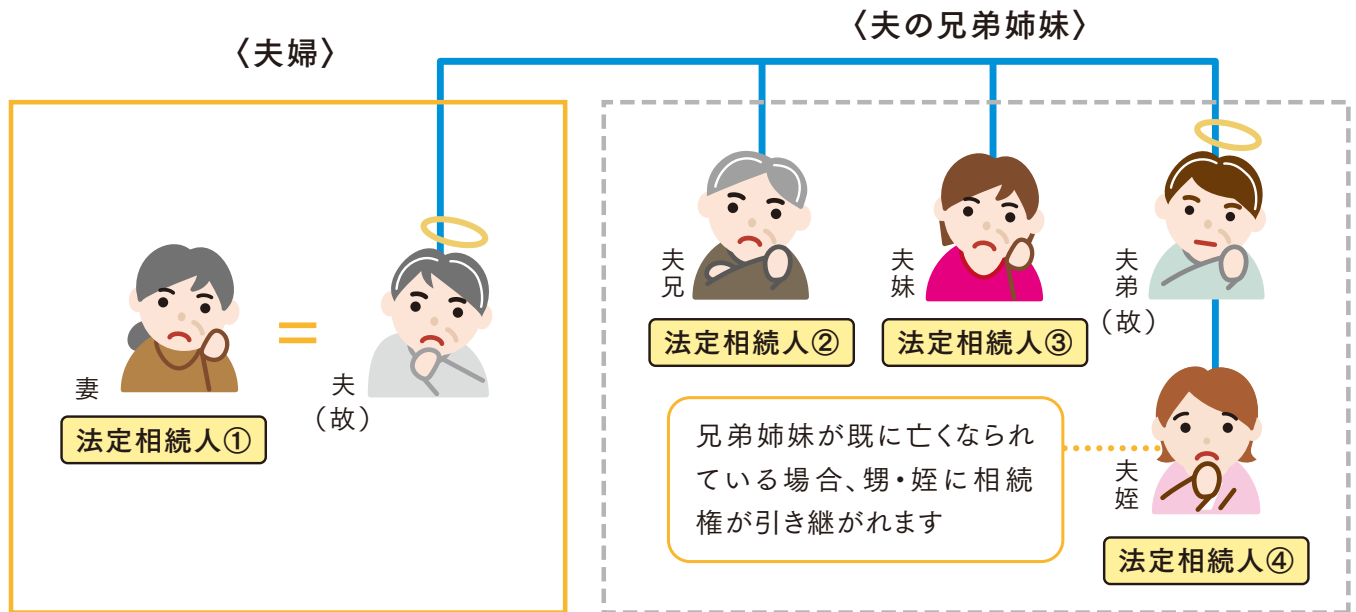 〈夫婦〉
〈夫の兄弟姉妹〉
妻
法定相続人①
夫
（故）
夫兄
法定相続人②
夫妹
法定相続人③
夫弟
（故）
兄弟姉妹が既に亡くなられ
ている場合、甥・姪に相続
権が引き継がれます
夫姪
法定相続人④